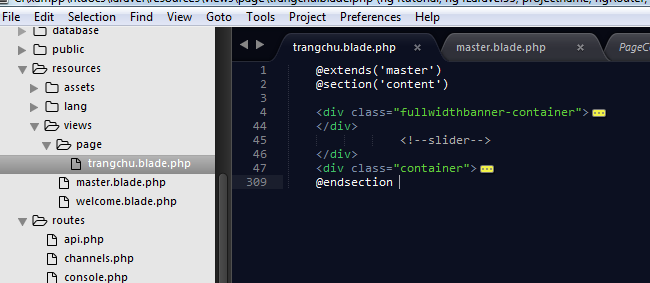 File Edit Selection Find View Goto Tools Project Preferences Help
database
public
resources
assets
lang
views
page
trangchu.blade.php
master.blade.php
welcome.blade.php
routes
api.php
channels.php
console.php
trangchu.blade.php × master.blade.php × PageCo
1 @extends('master')
2 @section('content')
3
4 <div class="fullwidthbanner-container">
44 </div>
45 <!--slider-->
46 </div>
47 <div class="container">
309 @endsection